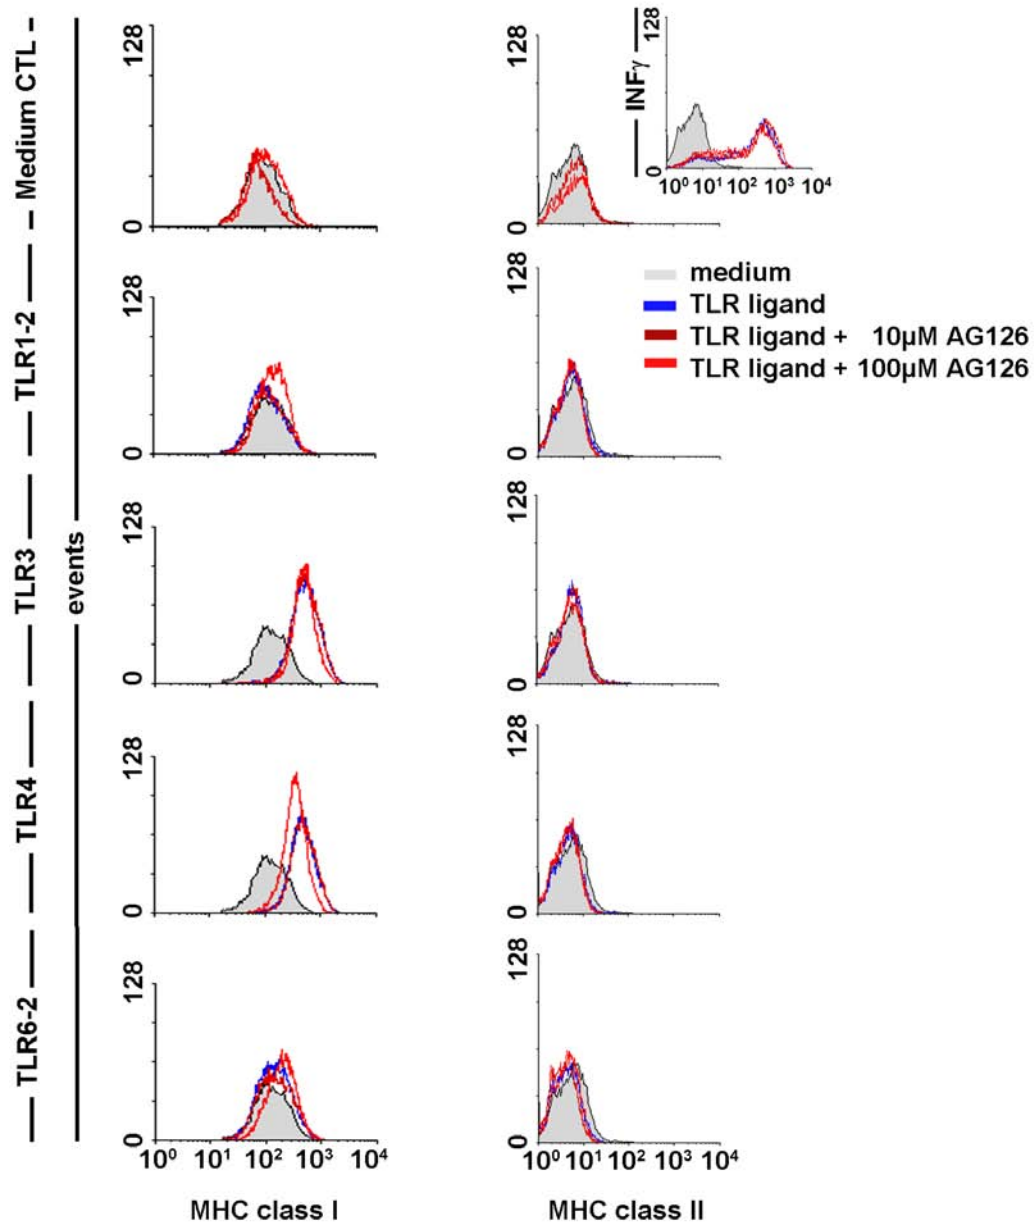 Medium CTL
128
0
128
0
INFγ
128
0
10⁰ 10¹ 10² 10³ 10⁴
medium
TLR ligand
TLR ligand + 10µM AG126
TLR ligand + 100µM AG126
TLR1-2
128
0
128
0
events
TLR3
128
0
128
0
TLR4
128
0
128
0
TLR6-2
128
0
128
0
10⁰ 10¹ 10² 10³ 10⁴
10⁰ 10¹ 10² 10³ 10⁴
MHC class I
MHC class II